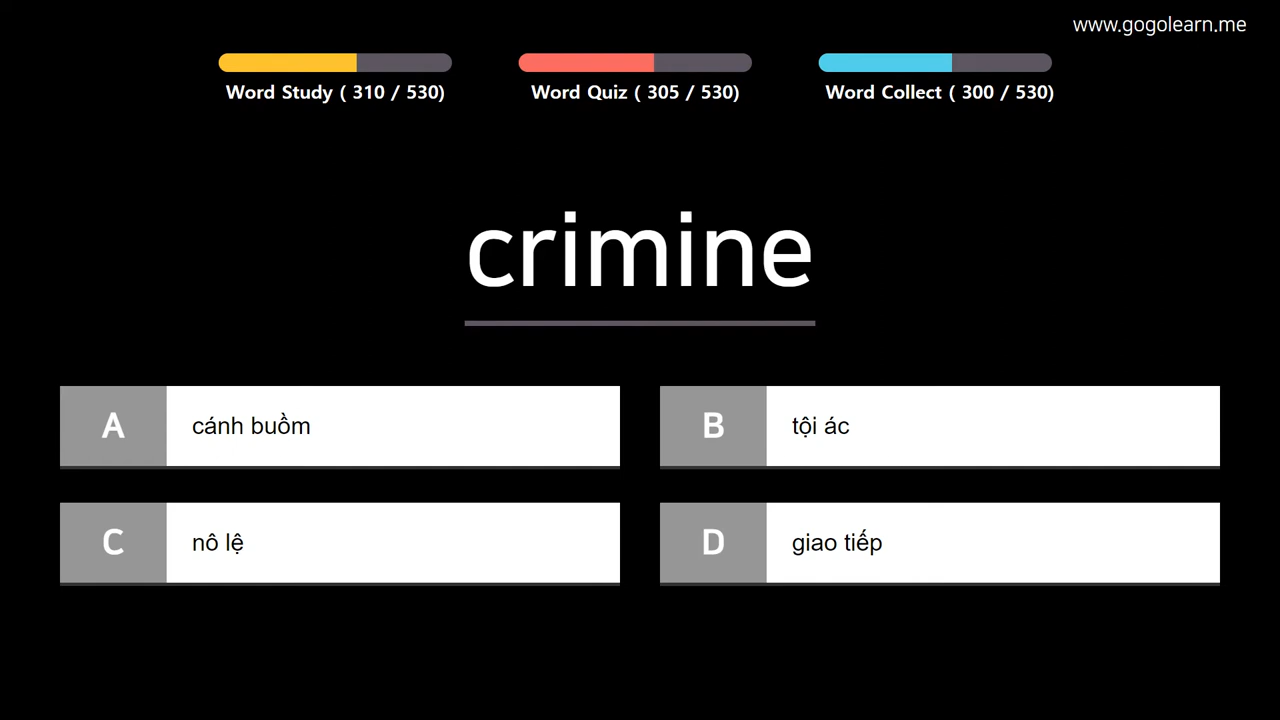 www.gogolearn.me
Word Study ( 310 / 530)
Word Quiz ( 305 / 530)
Word Collect ( 300 / 530)
crimine
A cánh buồm
B tội ác
C nô lệ
D giao tiếp